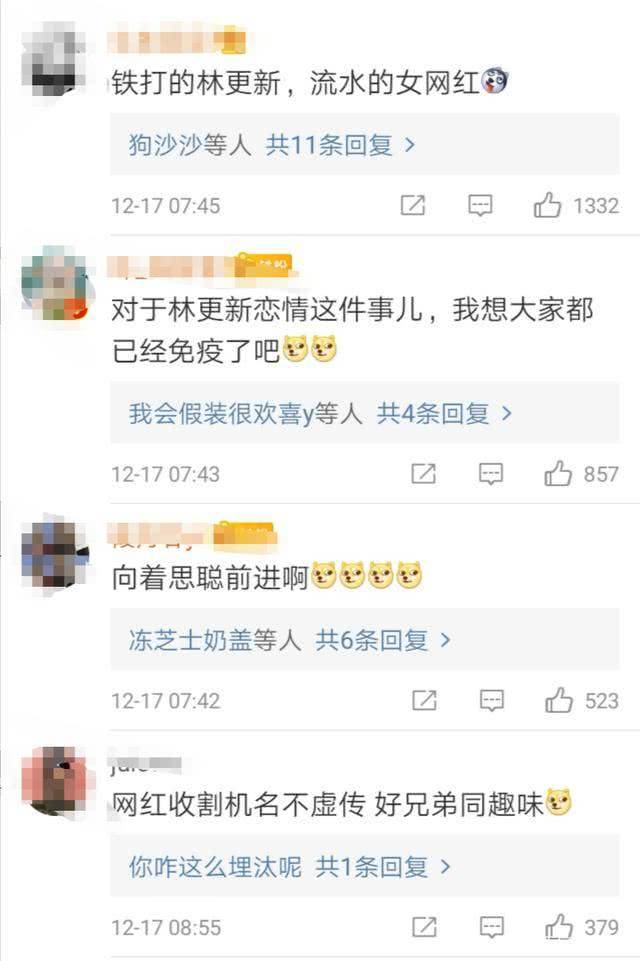 铁打的林更新，流水的女网红
狗沙沙等人 共11条回复 >
12-17 07:45
1332
对于林更新恋情这件事儿，我想大家都
已经免疫了吧
我会假装很欢喜y等人 共4条回复 >
12-17 07:43
857
向着思聪前进啊
冻芝士奶盖等人 共6条回复 >
12-17 07:42
523
网红收割机名不虚传 好兄弟同趣味
你咋这么埋汰呢 共1条回复 >
12-17 08:55
379